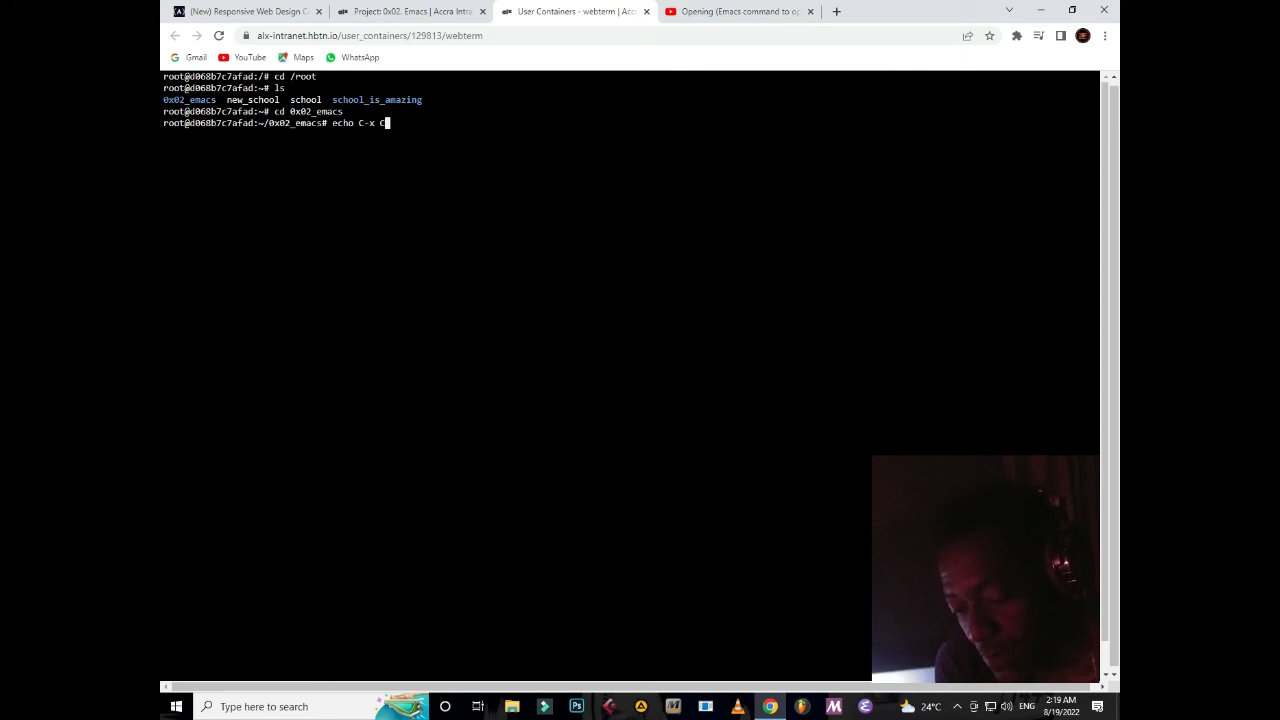 (New) Responsive Web Design C
Project: 0x02. Emacs | Accra Intra
User Containers - webterm | Acc
Opening (Emacs command to op
alx-intranet.hbtn.io/user_containers/129813/webterm
Gmail YouTube Maps WhatsApp
root@d068b7c7afad:/# cd /root
root@d068b7c7afad:~# ls
0x02_emacs new_school school school_is_amazing
root@d068b7c7afad:~# cd 0x02_emacs
root@d068b7c7afad:~/0x02_emacs# echo C-x C
Type here to search
Ps
24°C
ENG
2:19 AM
8/19/2022